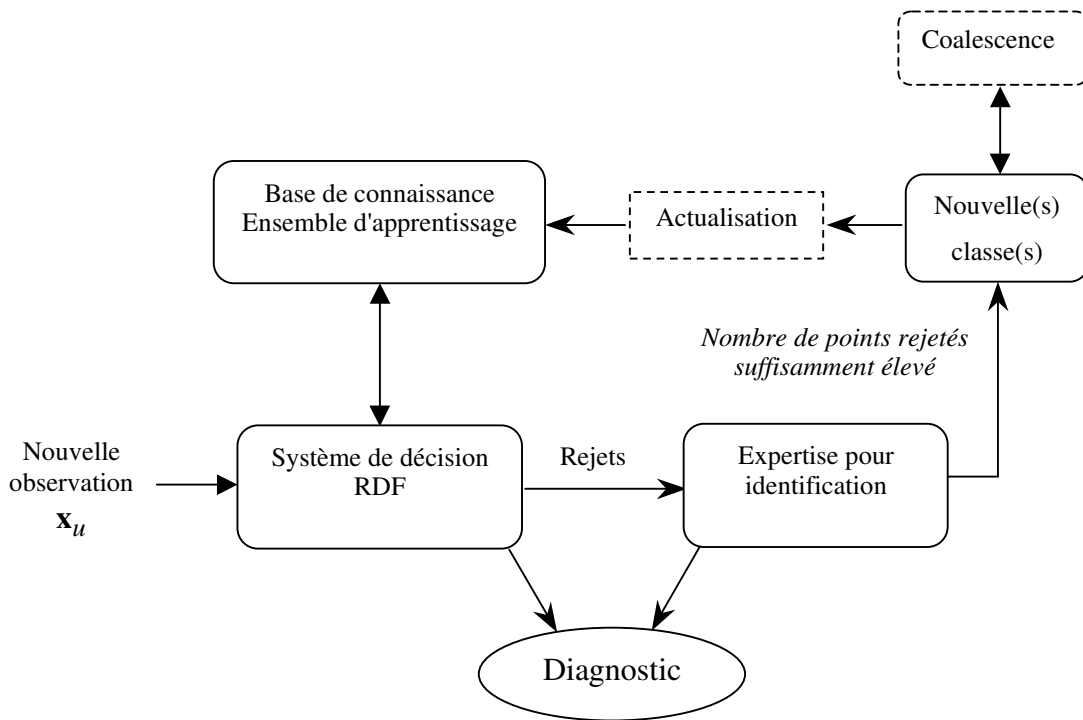 Coalescence
Base de connaissance
Ensemble d'apprentissage
Actualisation
Nouvelle(s)
classe(s)
Nombre de points rejetés
suffisamment élevé
Nouvelle
observation
x_u
Système de décision
RDF
Rejets
Expertise pour
identification
Diagnostic